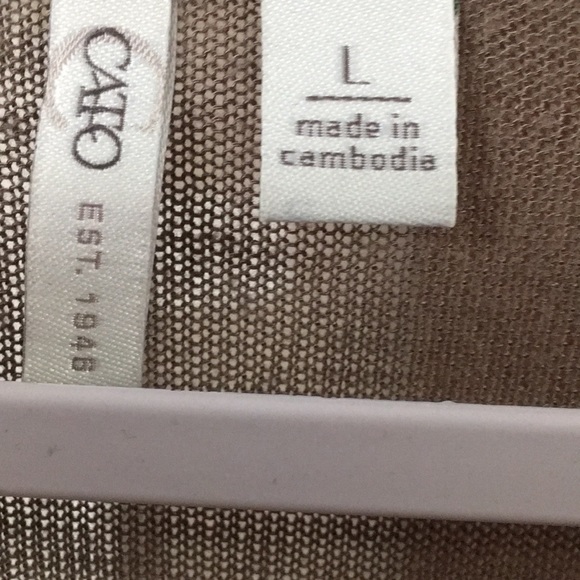 CATO
EST. 1946
L
made in
cambodia